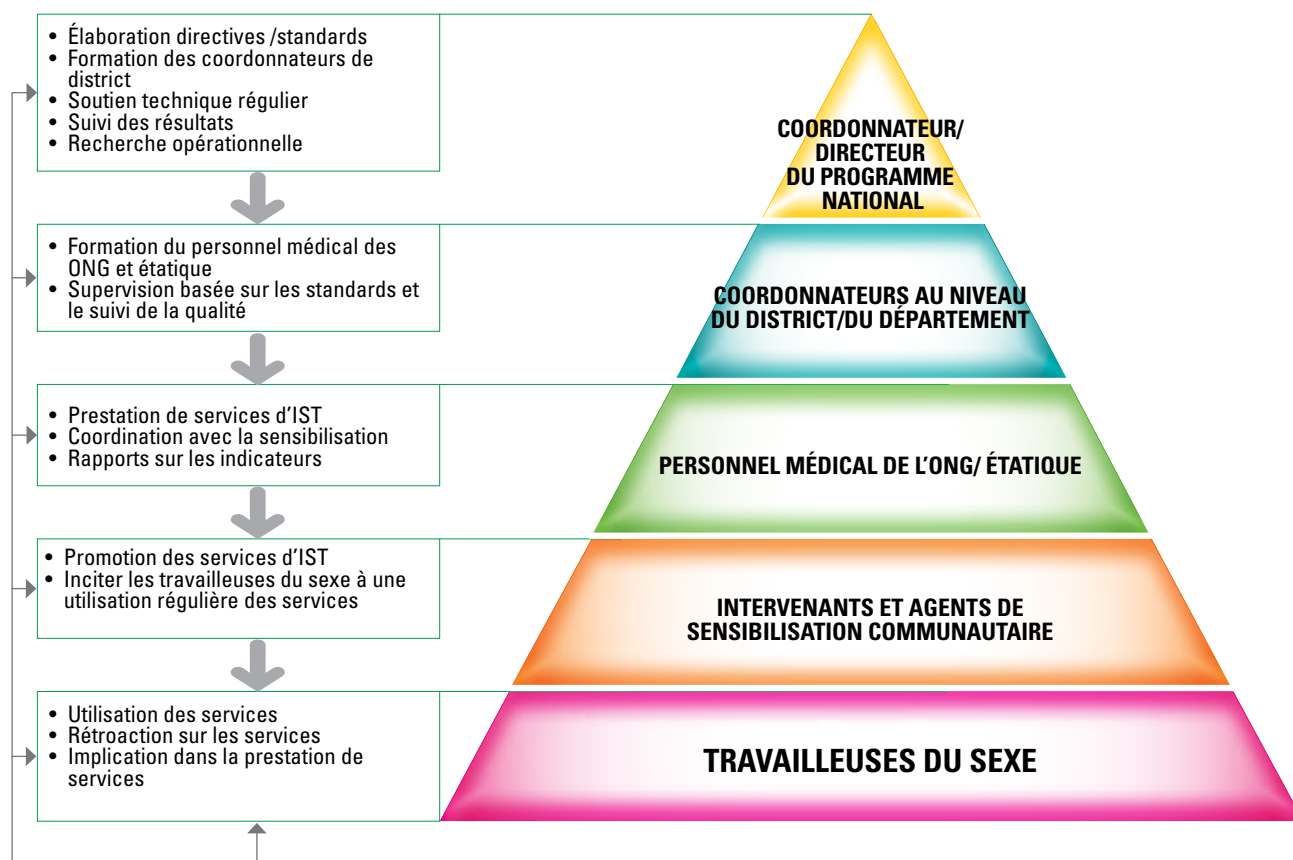 • Élaboration directives /standards
• Formation des coordonnateurs de
district
• Soutien technique régulier
• Suivi des résultats
• Recherche opérationnelle
COORDONNATEUR/
DIRECTEUR
DU PROGRAMME
NATIONAL
• Formation du personnel médical des
ONG et étatique
• Supervision basée sur les standards et
le suivi de la qualité
COORDONNATEURS AU NIVEAU
DU DISTRICT/DU DÉPARTEMENT
• Prestation de services d'IST
• Coordination avec la sensibilisation
• Rapports sur les indicateurs
PERSONNEL MÉDICAL DE L'ONG/ ÉTATIQUE
• Promotion des services d'IST
• Inciter les travailleuses du sexe à une
utilisation régulière des services
INTERVENANTS ET AGENTS DE
SENSIBILISATION COMMUNAUTAIRE
• Utilisation des services
• Rétroaction sur les services
• Implication dans la prestation de
services
TRAVAILLEUSES DU SEXE